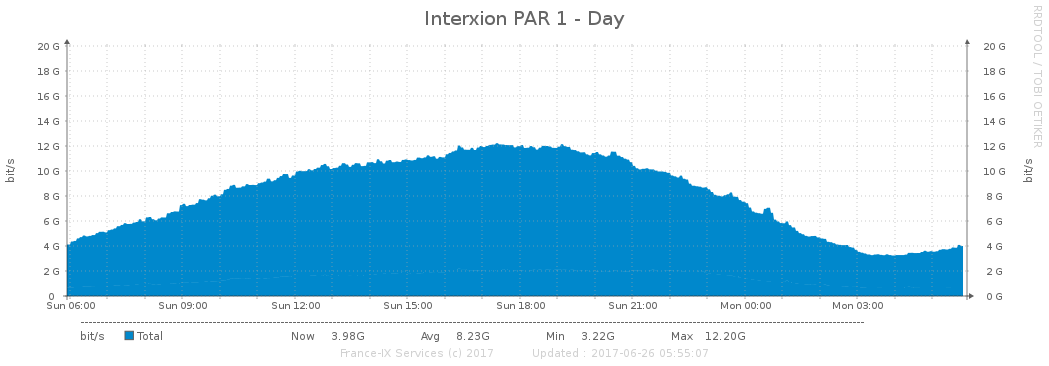 Interxion PAR 1 - Day
RRDTOOL / TOBI OETIKER
bit/s
20 G 20 G
18 G 18 G
16 G 16 G
14 G 14 G
12 G 12 G
10 G 10 G
8 G 8 G
6 G 6 G
4 G 4 G
2 G 2 G
0 0 G
bit/s
Sun 06:00 Sun 09:00 Sun 12:00 Sun 15:00 Sun 18:00 Sun 21:00 Mon 00:00 Mon 03:00
bit/s Total Now 3.98G Avg 8.23G Min 3.22G Max 12.20G
France-IX Services (c) 2017 Updated : 2017-06-26 05:55:07